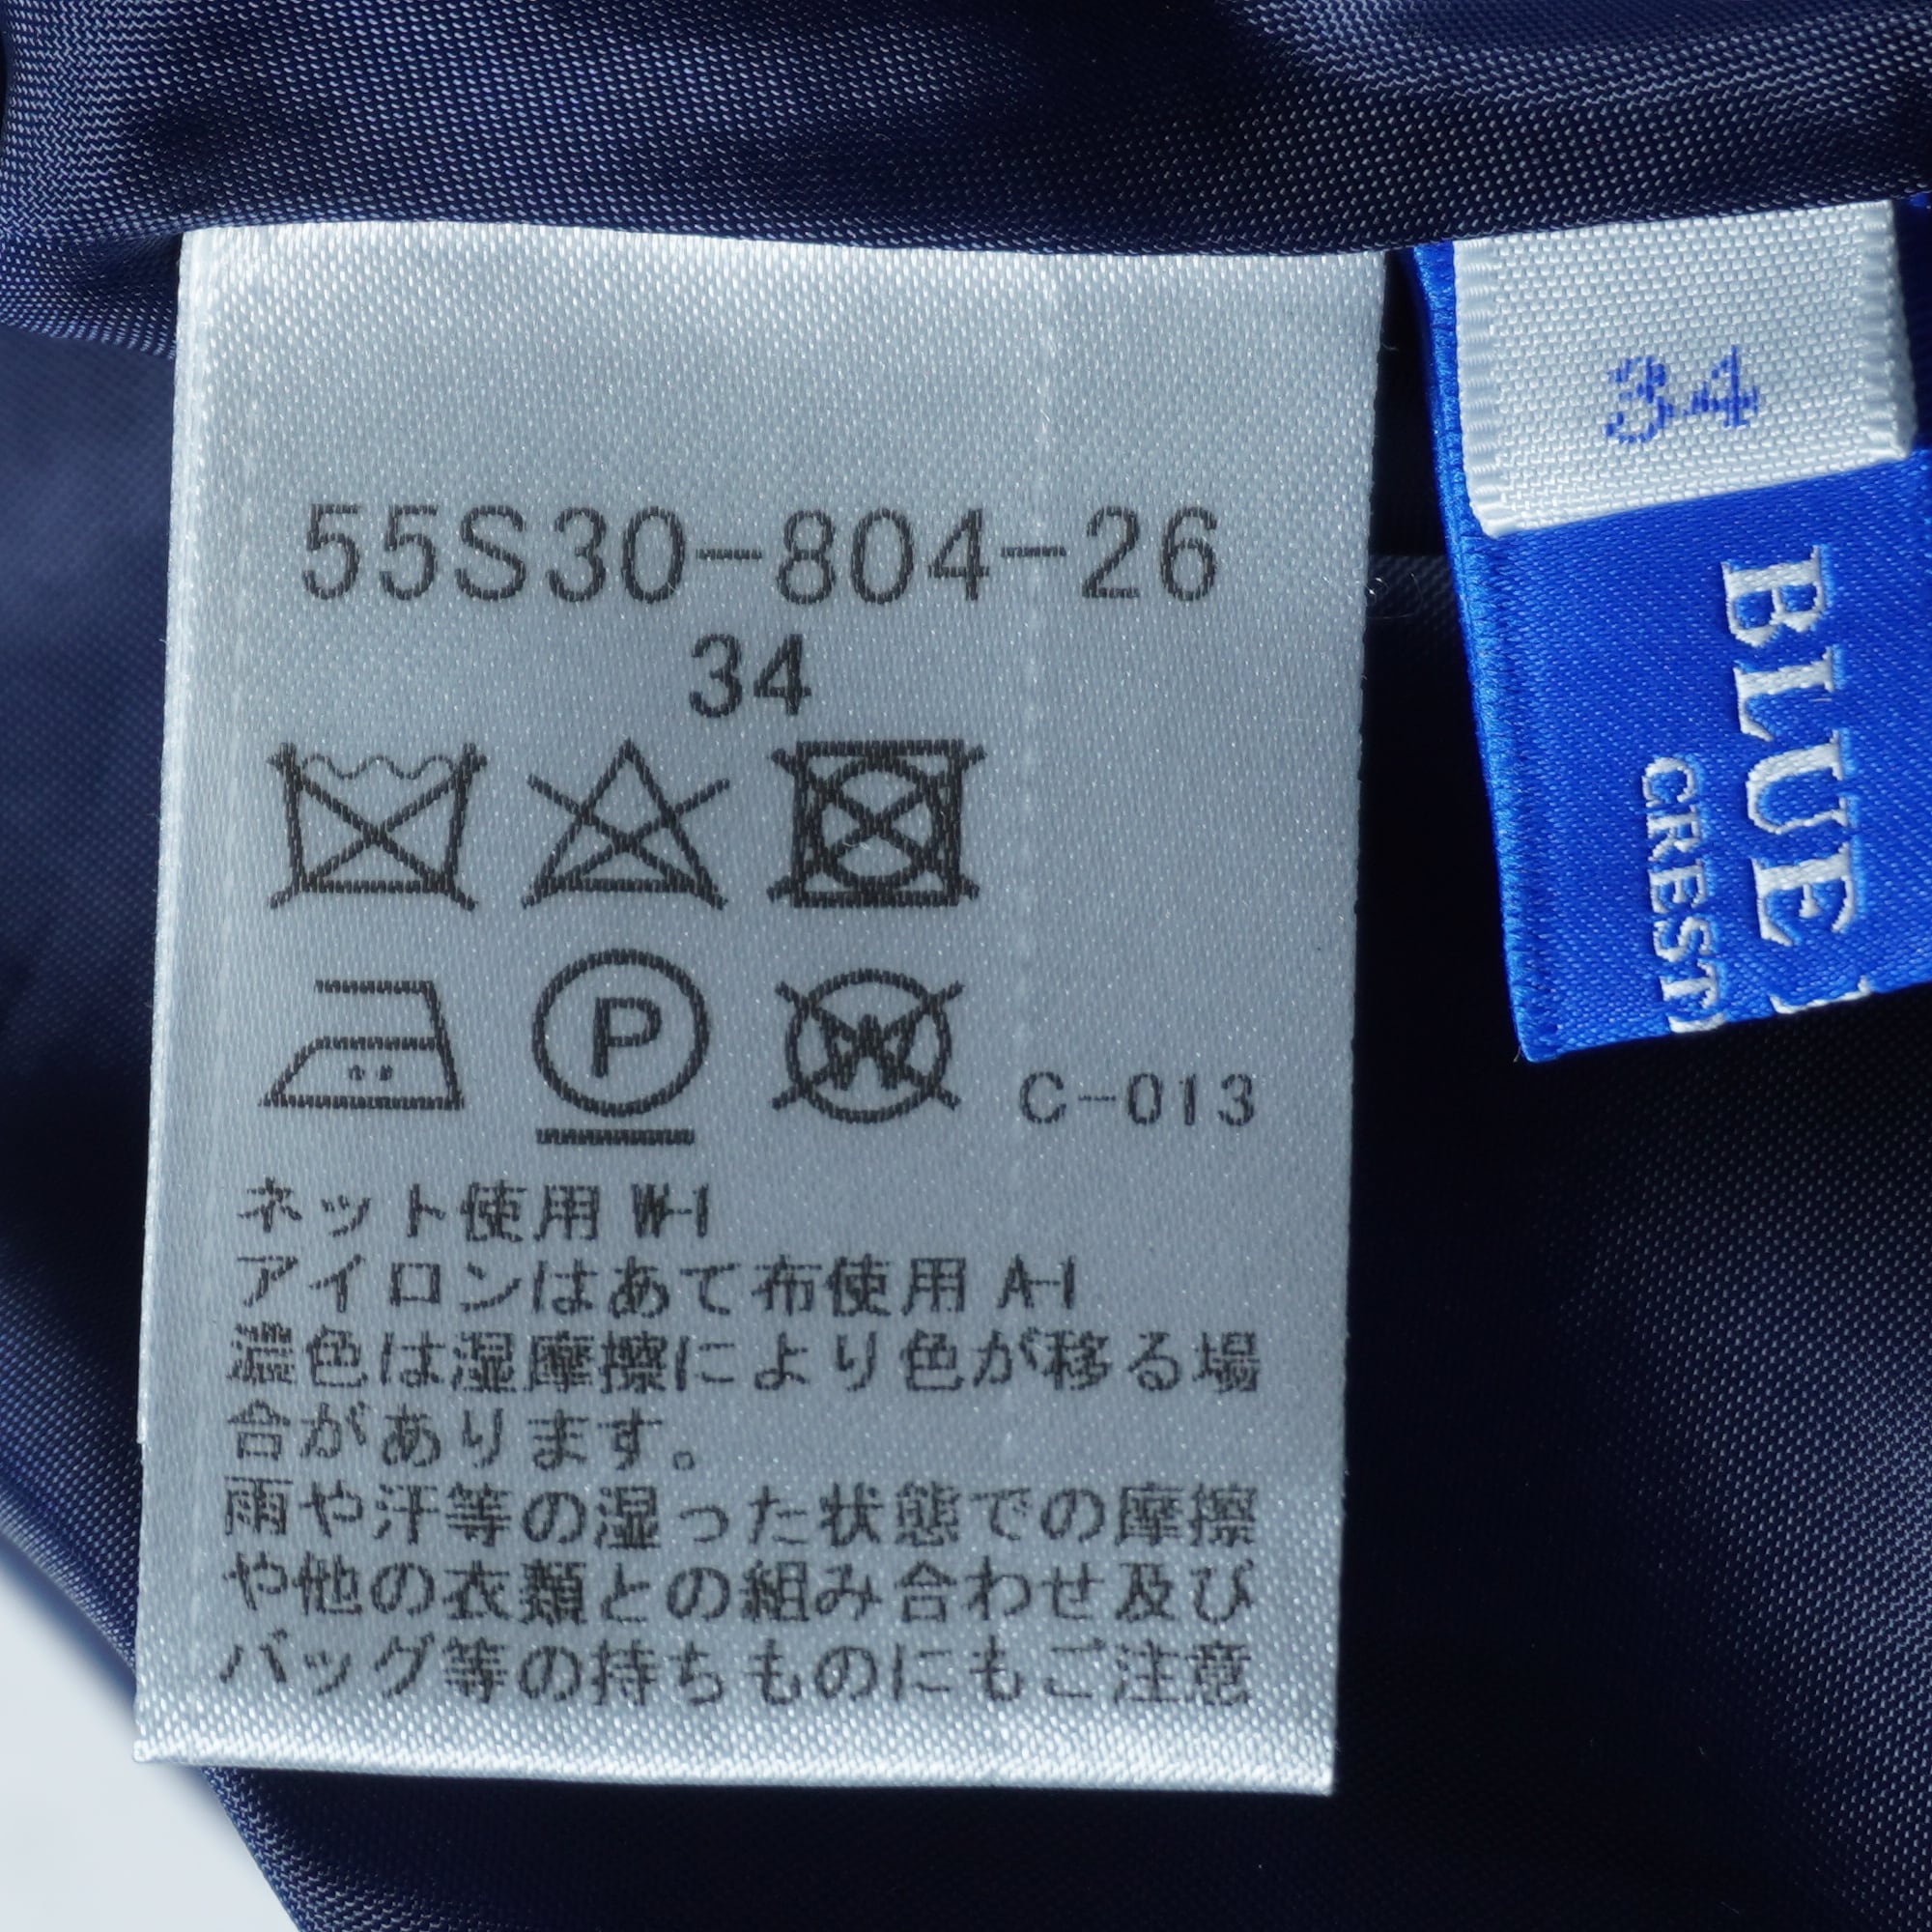 55S30-804-26
34
P
W
C-013
ネット使用 W-1
アイロンはあて布使用 A-1
濃色は湿摩擦により色が移る場
合があります。
雨や汗等の湿った状態での摩擦
や他の衣類との組み合わせ及び
バッグ等の持ちものにもご注意
34
BLUE
CREST